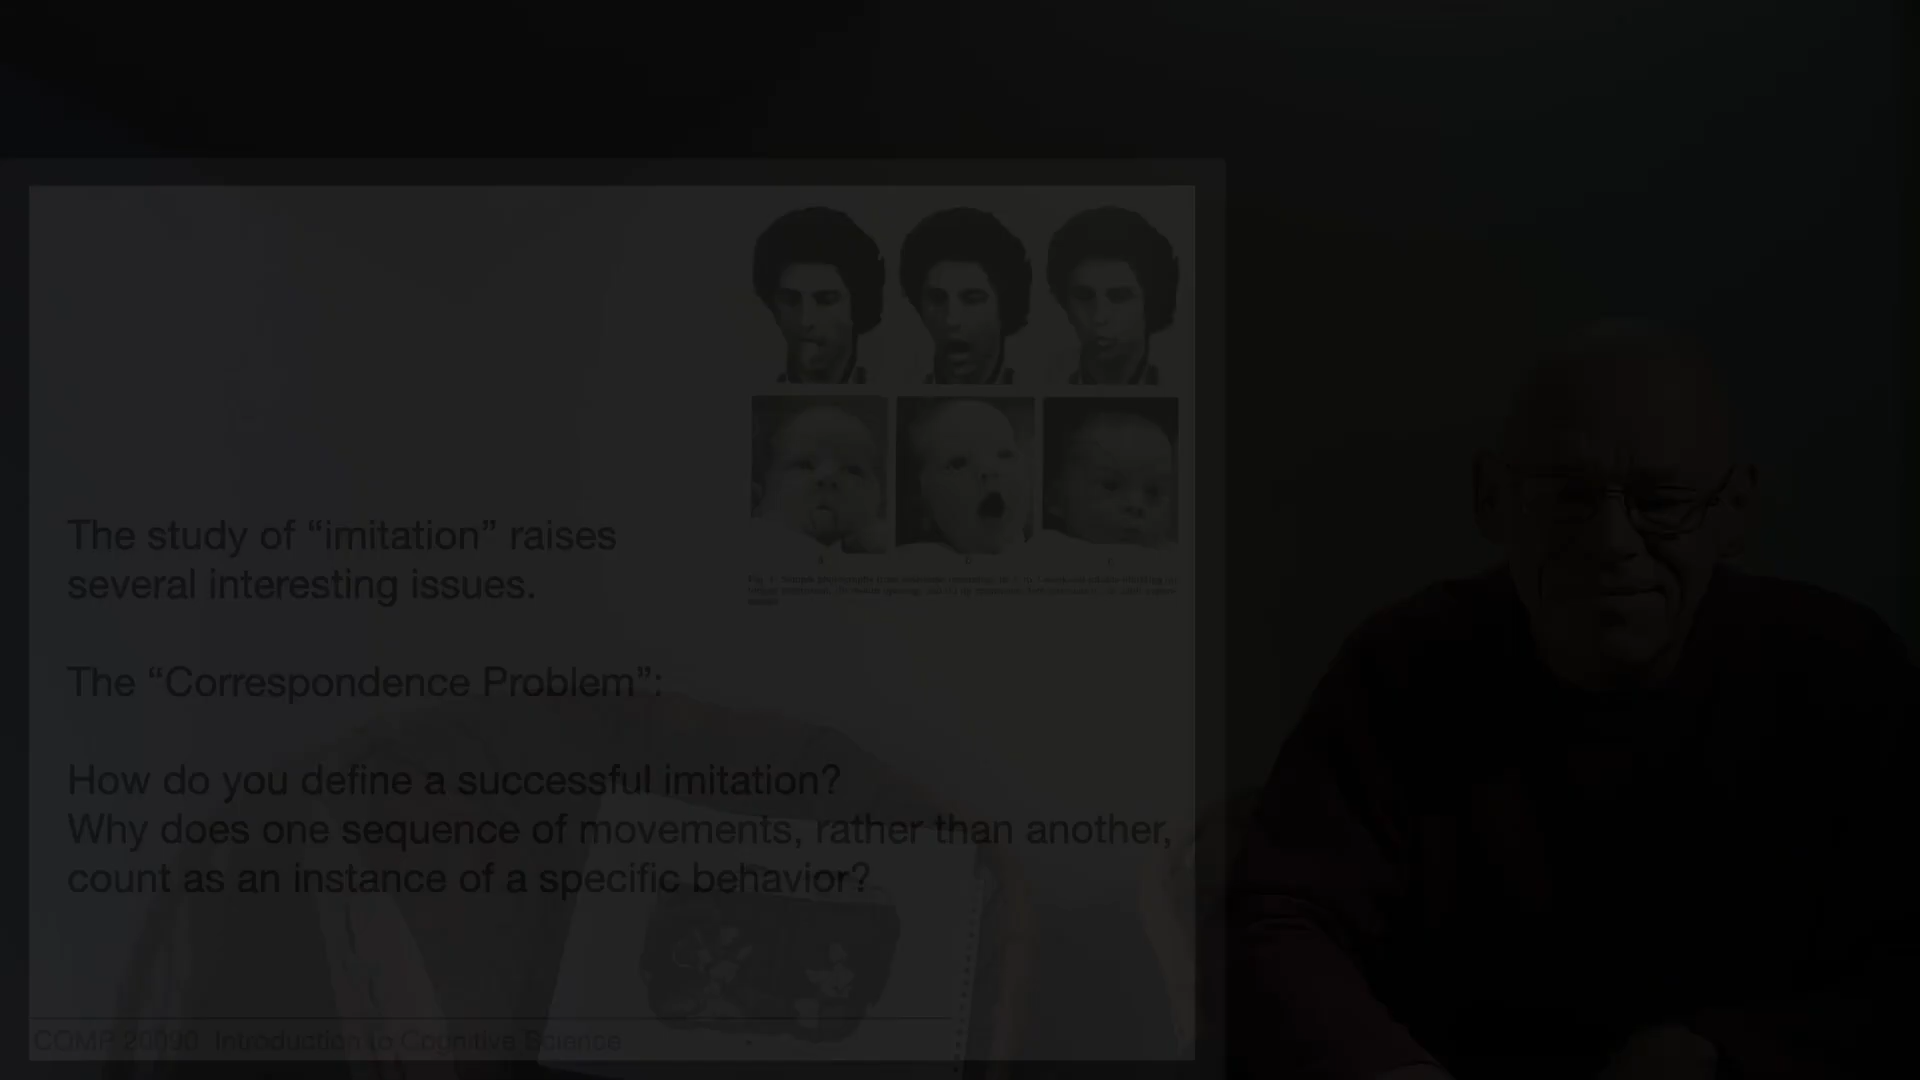 The study of “imitation” raises
several interesting issues.
The “Correspondence Problem”:
How do you define a successful imitation?
Why does one sequence of movements, rather than another,
count as an instance of a specific behavior?
COMP 20090 Introduction to Cognitive Science